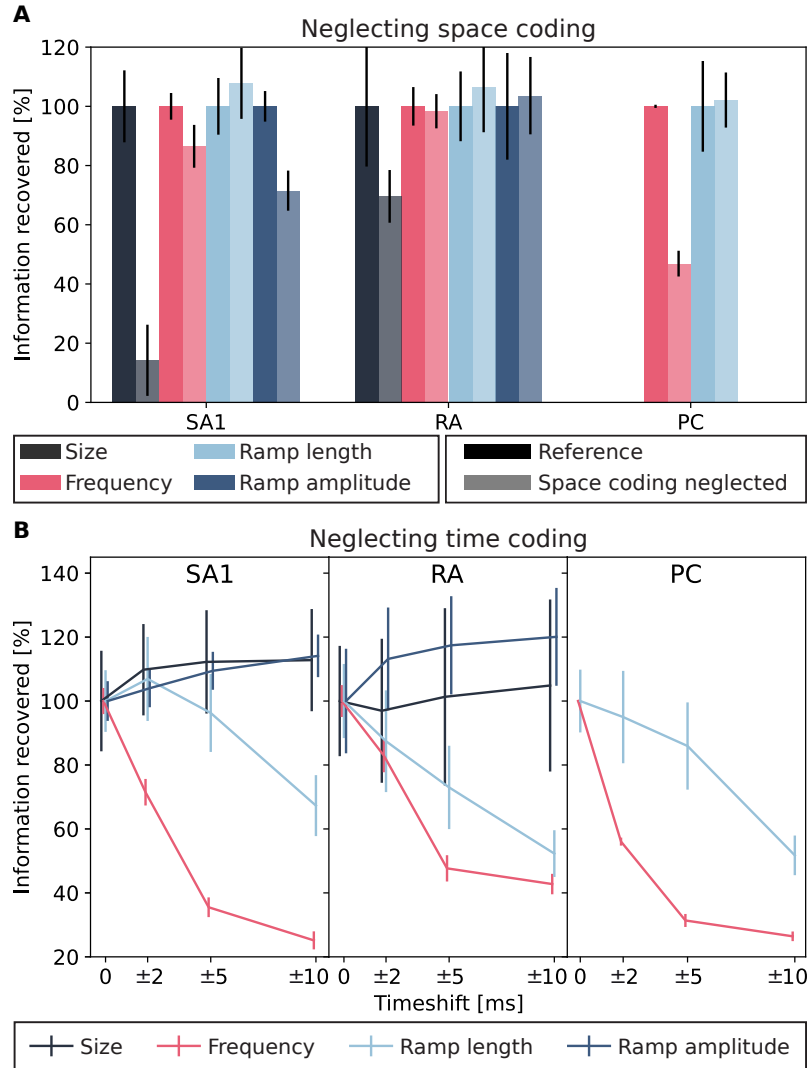 A
Neglecting space coding
Information recovered [%]
120
100
80
60
40
20
0
SA1 RA PC
Size Ramp length Reference
Frequency Ramp amplitude Space coding neglected
B
Neglecting time coding
SA1 RA PC
Information recovered [%]
140
120
100
80
60
40
20
0 ±2 ±5 ±10 0 ±2 ±5 ±10 0 ±2 ±5 ±10
Timeshift [ms]
Size Frequency Ramp length Ramp amplitude